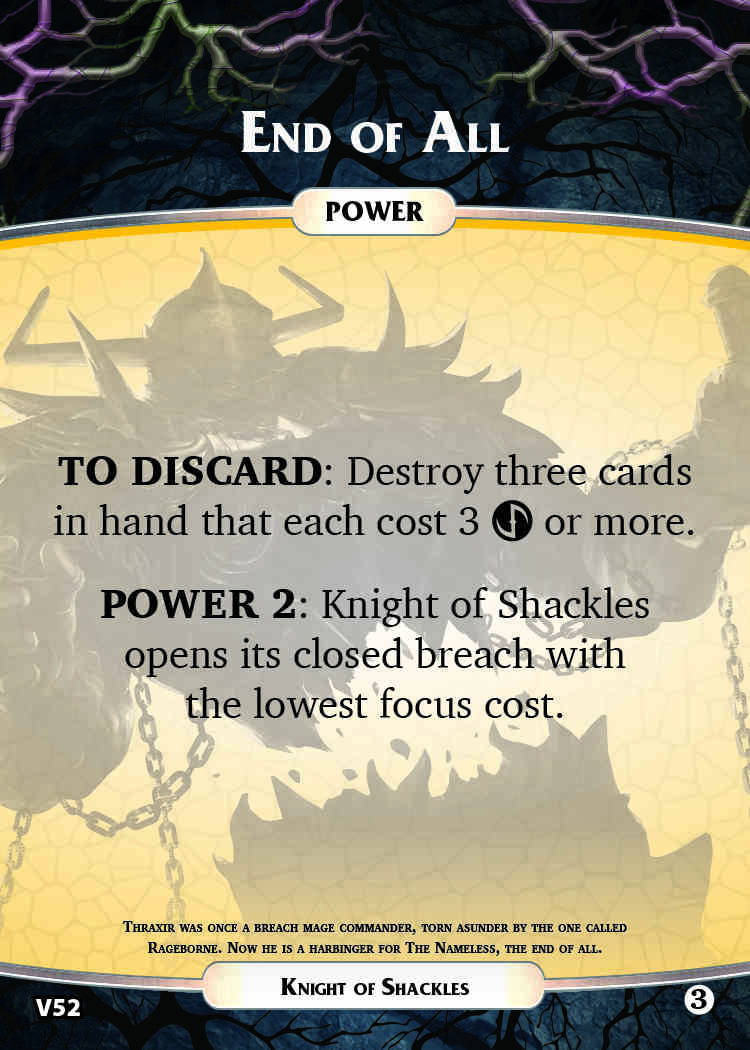 End of All
POWER
TO DISCARD: Destroy three cards
in hand that each cost 3 or more.
POWER 2: Knight of Shackles
opens its closed breach with
the lowest focus cost.
Thraxir was once a breach mage commander, torn asunder by the one called
Rageborne. Now he is a harbinger for The Nameless, the end of all.
Knight of Shackles
V52
3